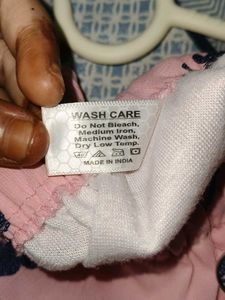 WASH CARE
Do Not Bleach,
Medium Iron,
Machine Wash,
Dry Low Temp.
MADE IN INDIA